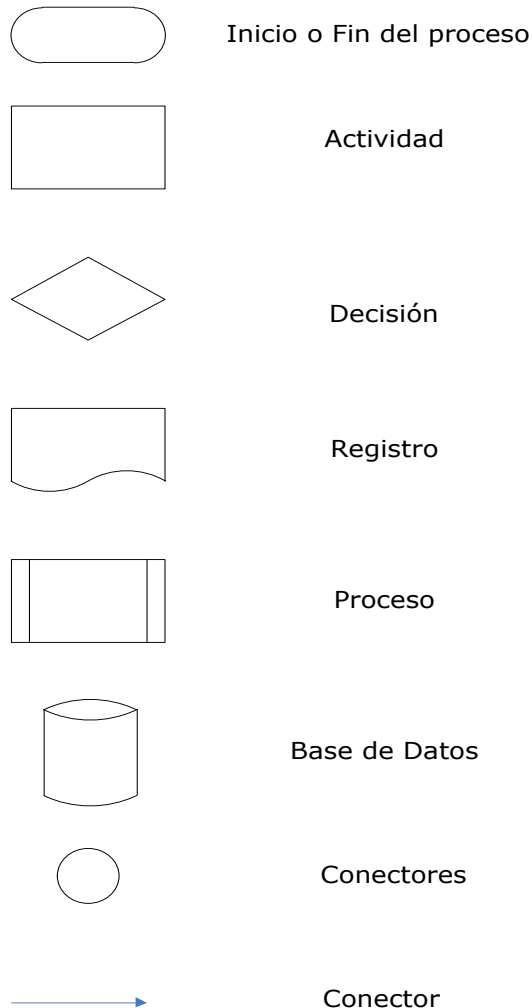 Inicio o Fin del proceso
Actividad
Decisión
Registro
Proceso
Base de Datos
Conectores
Conector